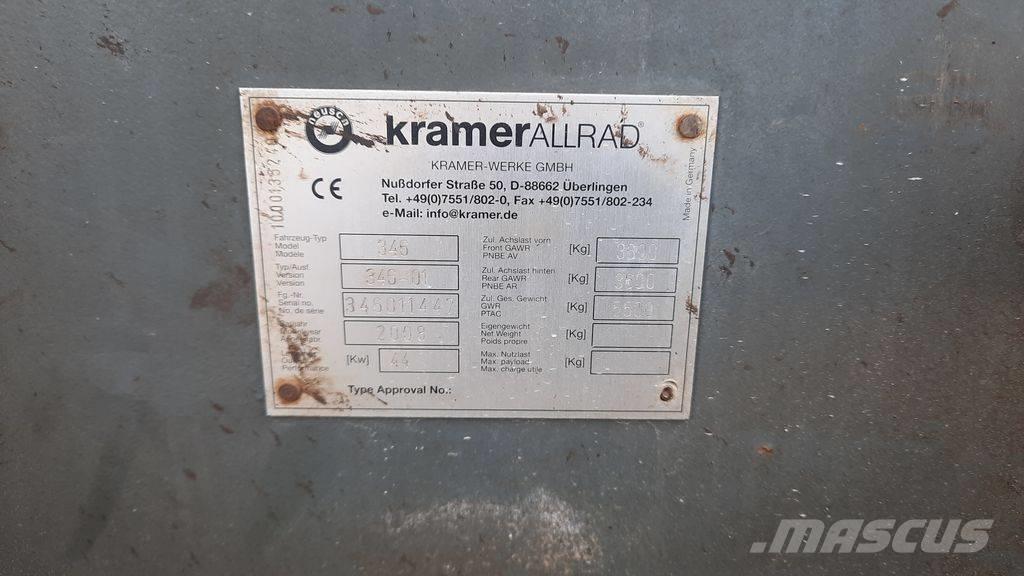 neuson
kramerALLRAD®
KRAMER-WERKE GMBH
Nußdorfer Straße 50, D-88662 Überlingen
Tel. +49(0)7551/802-0, Fax +49(0)7551/802-234
e-Mail: info@kramer.de
CE
Made in Germany
Fahrzeug-Typ
Model
Modèle
345
Typ/Ausf.
Version
Version
345-01
Fg.-Nr.
Serial no.
No. de série
345011442
2008
Performance
[Kw]
44
Zul. Achslast vorn
Front GAWR
PNBE AV
[Kg]
Zul. Achslast hinten
Rear GAWR
PNBE AR
[Kg]
Zul. Ges. Gewicht
GWR
PTAC
[Kg]
Eigengewicht
Net Weight
Poids propre
[Kg]
Max. Nutzlast
Max. payload
Max. charge utile
[Kg]
Type Approval No.:
MASCUS